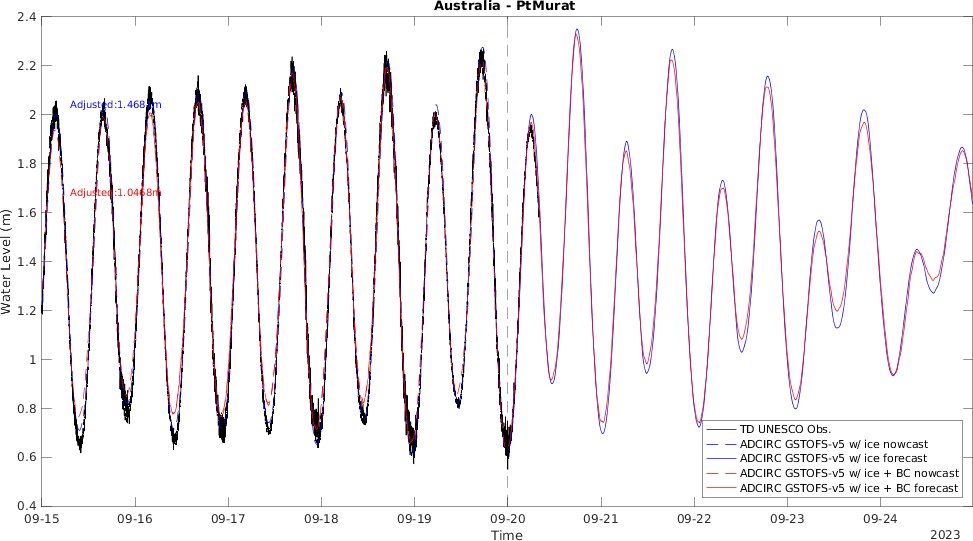 Australia - PtMurat
2.4
2.2
2
1.8
1.6
1.4
1.2
1
0.8
0.6
0.4
Water Level (m)
Adjusted:1.0468m
09-15
09-16
09-17
09-18
09-19
09-20
09-21
09-22
09-23
09-24
Time
2023
TD UNESCO Obs.
ADCIRC GSTOFS-v5 w/ ice nowcast
ADCIRC GSTOFS-v5 w/ ice forecast
ADCIRC GSTOFS-v5 w/ ice + BC nowcast
ADCIRC GSTOFS-v5 w/ ice + BC forecast